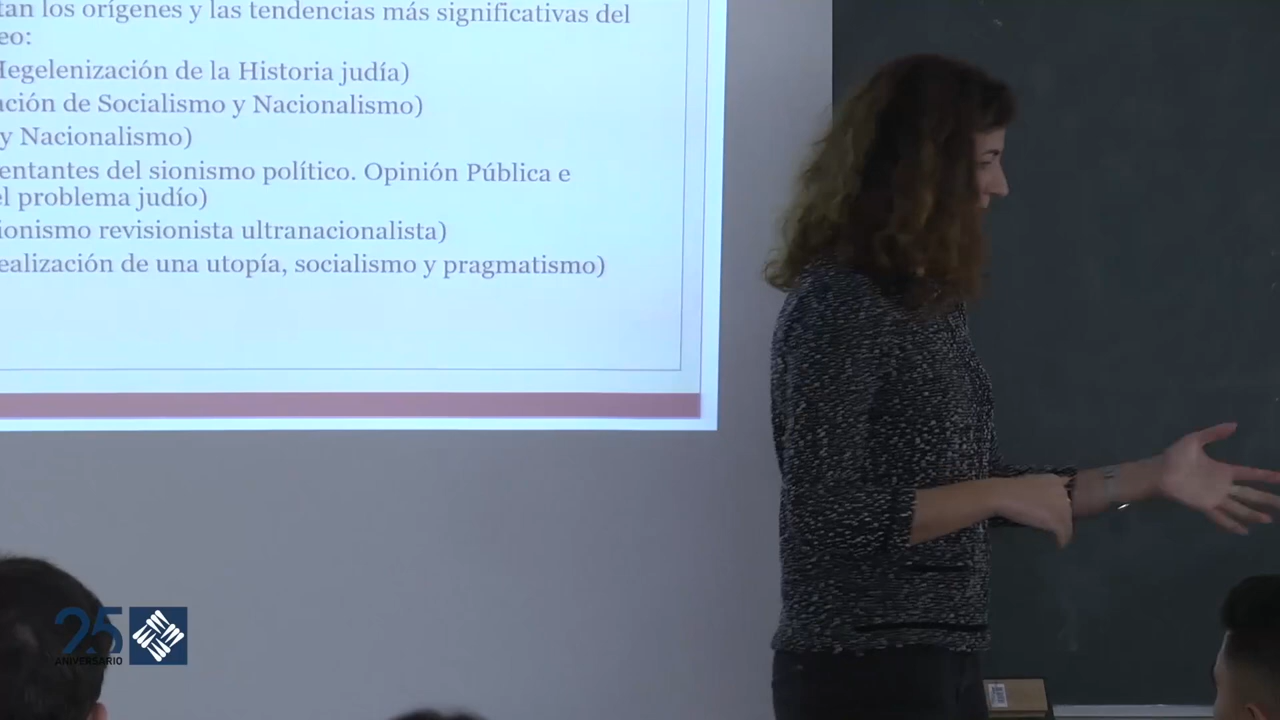 tan los orígenes y las tendencias más significativas del
eo:
Hegelenización de la Historia judía)
ación de Socialismo y Nacionalismo)
y Nacionalismo)
entantes del sionismo político. Opinión Pública e
el problema judío)
ionismo revisionista ultranacionalista)
ealización de una utopía, socialismo y pragmatismo)
25
ANIVERSARIO